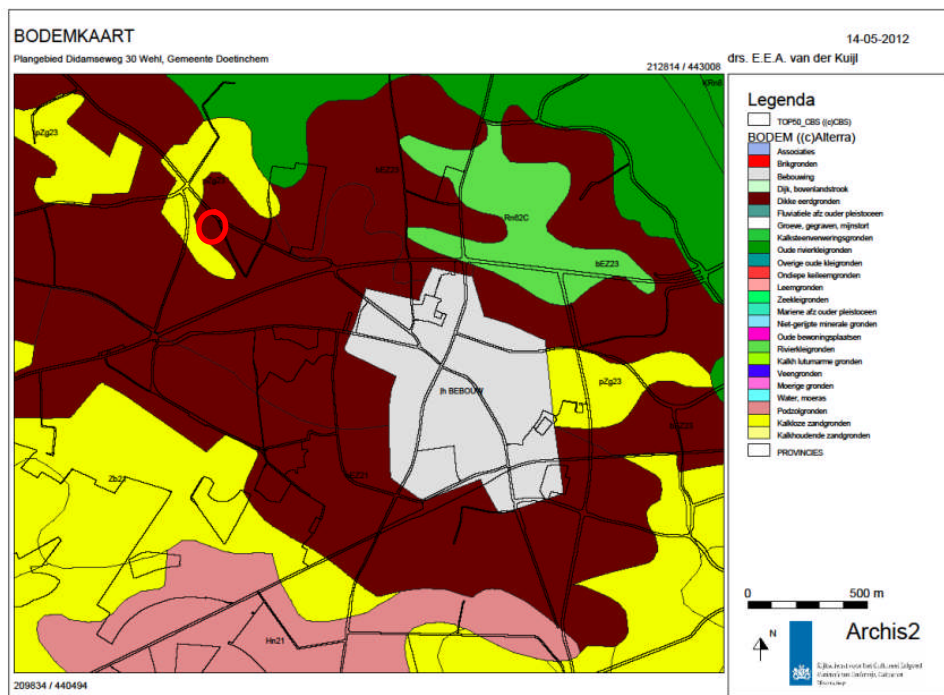 BODEMKAART
14-05-2012
Plangebied Didamseweg 30 Wehl, Gemeente Doetinchem
drs. E.E.A. van der Kuijl
212814 / 443008
pZg23
Rn62C
bEZ23
Ih BEBOUW
pZg23
Hn21
209834 / 440494
Legenda
TOP50_CBS ((c)CBS)
BODEM ((c)Alterra)
Associaties
Brikgronden
Bebouwing
Dijk, bovenlandstrook
Dikke eerdgronden
Fluviatiele afz ouder pleistoceen
Groeve, gegraven, mijnstort
Kalksteenverweringsgronden
Oude rivierkleigronden
Overige oude kleigronden
Ondiepe keileemgronden
Leemgronden
Zeekleigronden
Mariene afz ouder pleistoceen
Niet-gerijpte minerale gronden
Oude bewoningsplaatsen
Rivierkleigronden
Kalkh lutumarme gronden
Veengronden
Moerige gronden
Water, moeras
Podzolgronden
Kalkloze zandgronden
Kalkhoudende zandgronden
PROVINCIES
0 500 m
N
Archis2